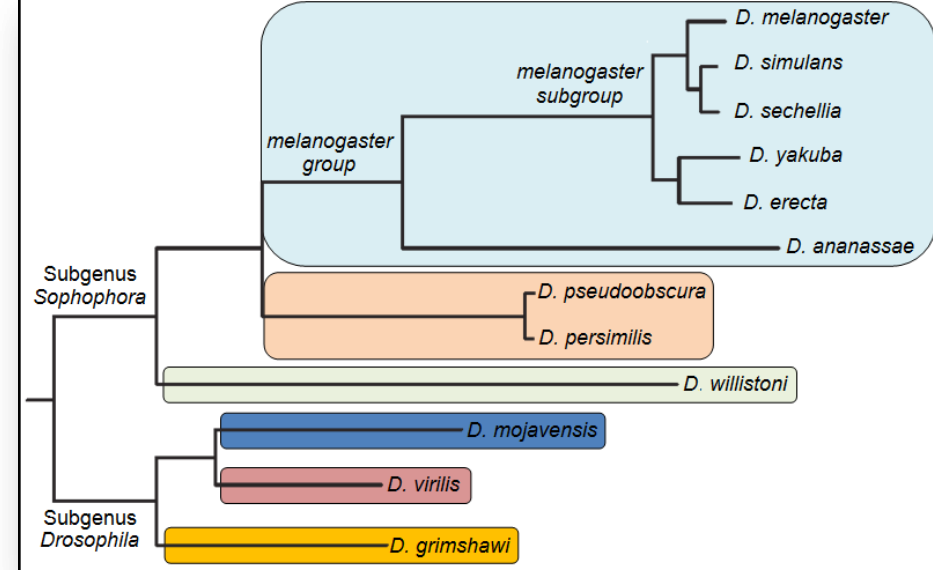 D. melanogaster
D. simulans
melanogaster
subgroup
D. sechellia
melanogaster
group
D. yakuba
D. erecta
D. ananassae
Subgenus
Sophophora
D. pseudoobscura
D. persimilis
D. willistoni
D. mojavensis
D. virilis
Subgenus
Drosophila
D. grimshawi